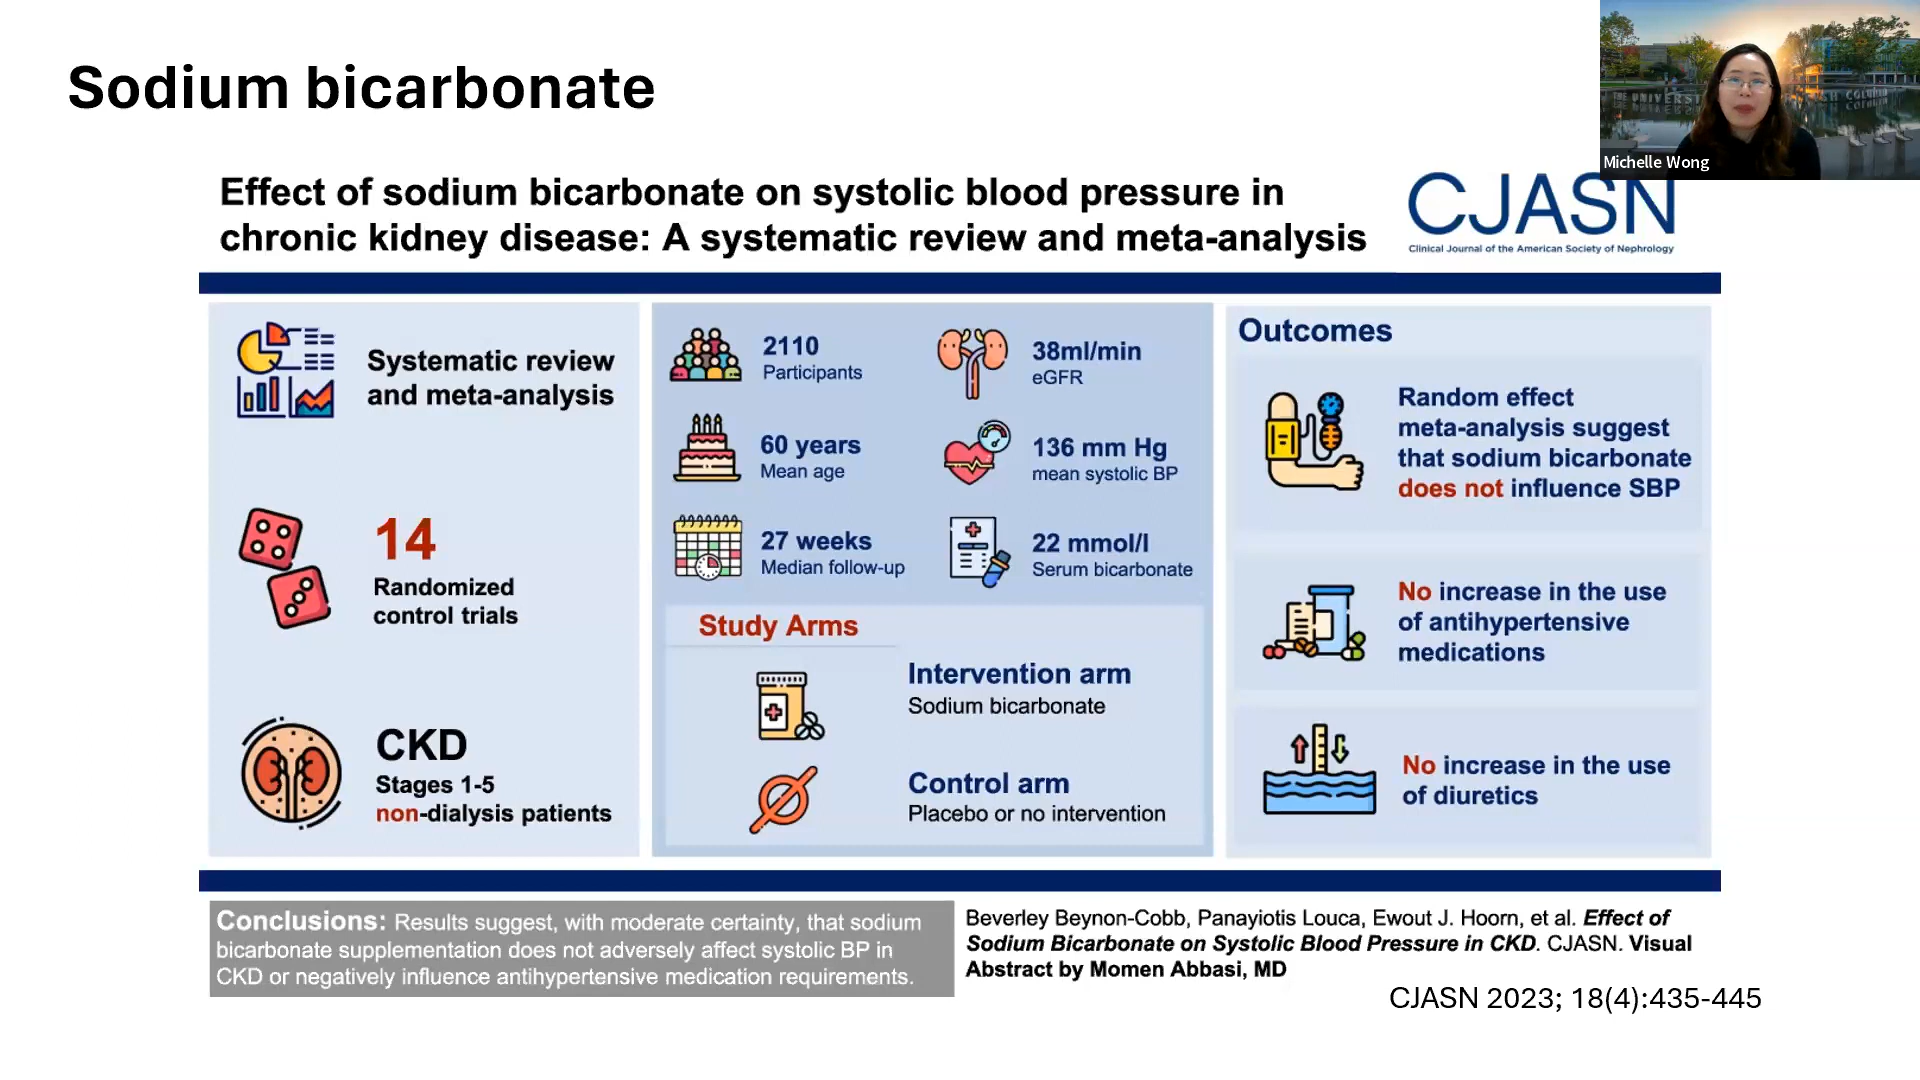 Sodium bicarbonate
Michelle Wong
Effect of sodium bicarbonate on systolic blood pressure in
chronic kidney disease: A systematic review and meta-analysis
CJASN
Clinical Journal of the American Society of Nephrology
Systematic review
and meta-analysis
14
Randomized
control trials
CKD
Stages 1-5
non-dialysis patients
2110
Participants
38ml/min
eGFR
60 years
Mean age
136 mm Hg
mean systolic BP
27 weeks
Median follow-up
22 mmol/l
Serum bicarbonate
Study Arms
Intervention arm
Sodium bicarbonate
Control arm
Placebo or no intervention
Outcomes
Random effect
meta-analysis suggest
that sodium bicarbonate
does not influence SBP
No increase in the use
of antihypertensive
medications
No increase in the use
of diuretics
Conclusions: Results suggest, with moderate certainty, that sodium
bicarbonate supplementation does not adversely affect systolic BP in
CKD or negatively influence antihypertensive medication requirements.
Beverley Beynon-Cobb, Panayiotis Louca, Ewout J. Hoorn, et al. Effect of
Sodium Bicarbonate on Systolic Blood Pressure in CKD. CJASN. Visual
Abstract by Momen Abbasi, MD
CJASN 2023; 18(4):435-445